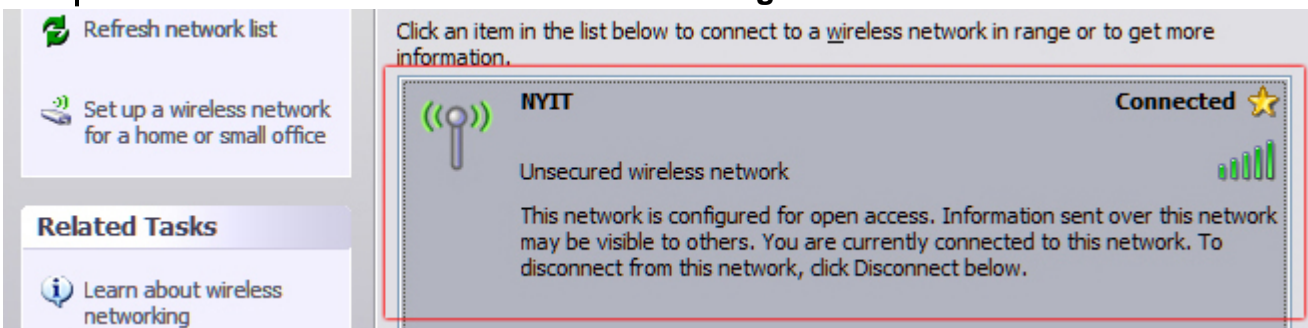 Refresh network list
Set up a wireless network
for a home or small office
Related Tasks
Learn about wireless
networking
Click an item in the list below to connect to a wireless network in range or to get more
information.
NYIT Connected
Unsecured wireless network
This network is configured for open access. Information sent over this network
may be visible to others. You are currently connected to this network. To
disconnect from this network, click Disconnect below.